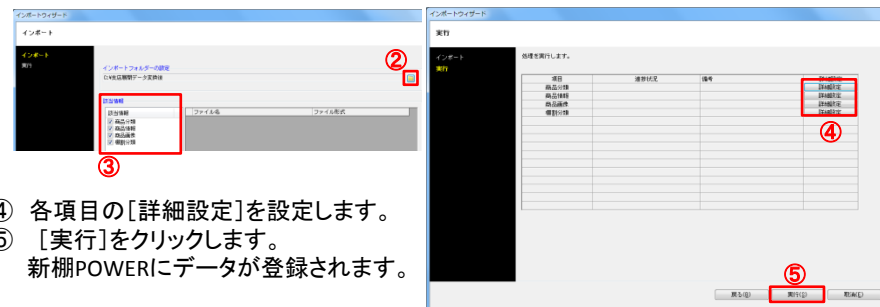 インポートウィザード
インポート
インポート
実行
インポートフォルダーの設定
②
該当情報
該当情報
ファイル名
ファイル形式
商品分類
商品情報
商品画像
棚割分類
③
④ 各項目の[詳細設定]を設定します。
⑤ [実行]をクリックします。
新棚POWERにデータが登録されます。
インポートウィザード
実行
インポート
実行
処理を実行します。
項目 進捗状況 備考 詳細設定
商品分類 詳細設定
商品情報 詳細設定
商品画像 詳細設定
棚割分類 詳細設定
④
⑤
戻る(B) 実行(E) 取消(C)